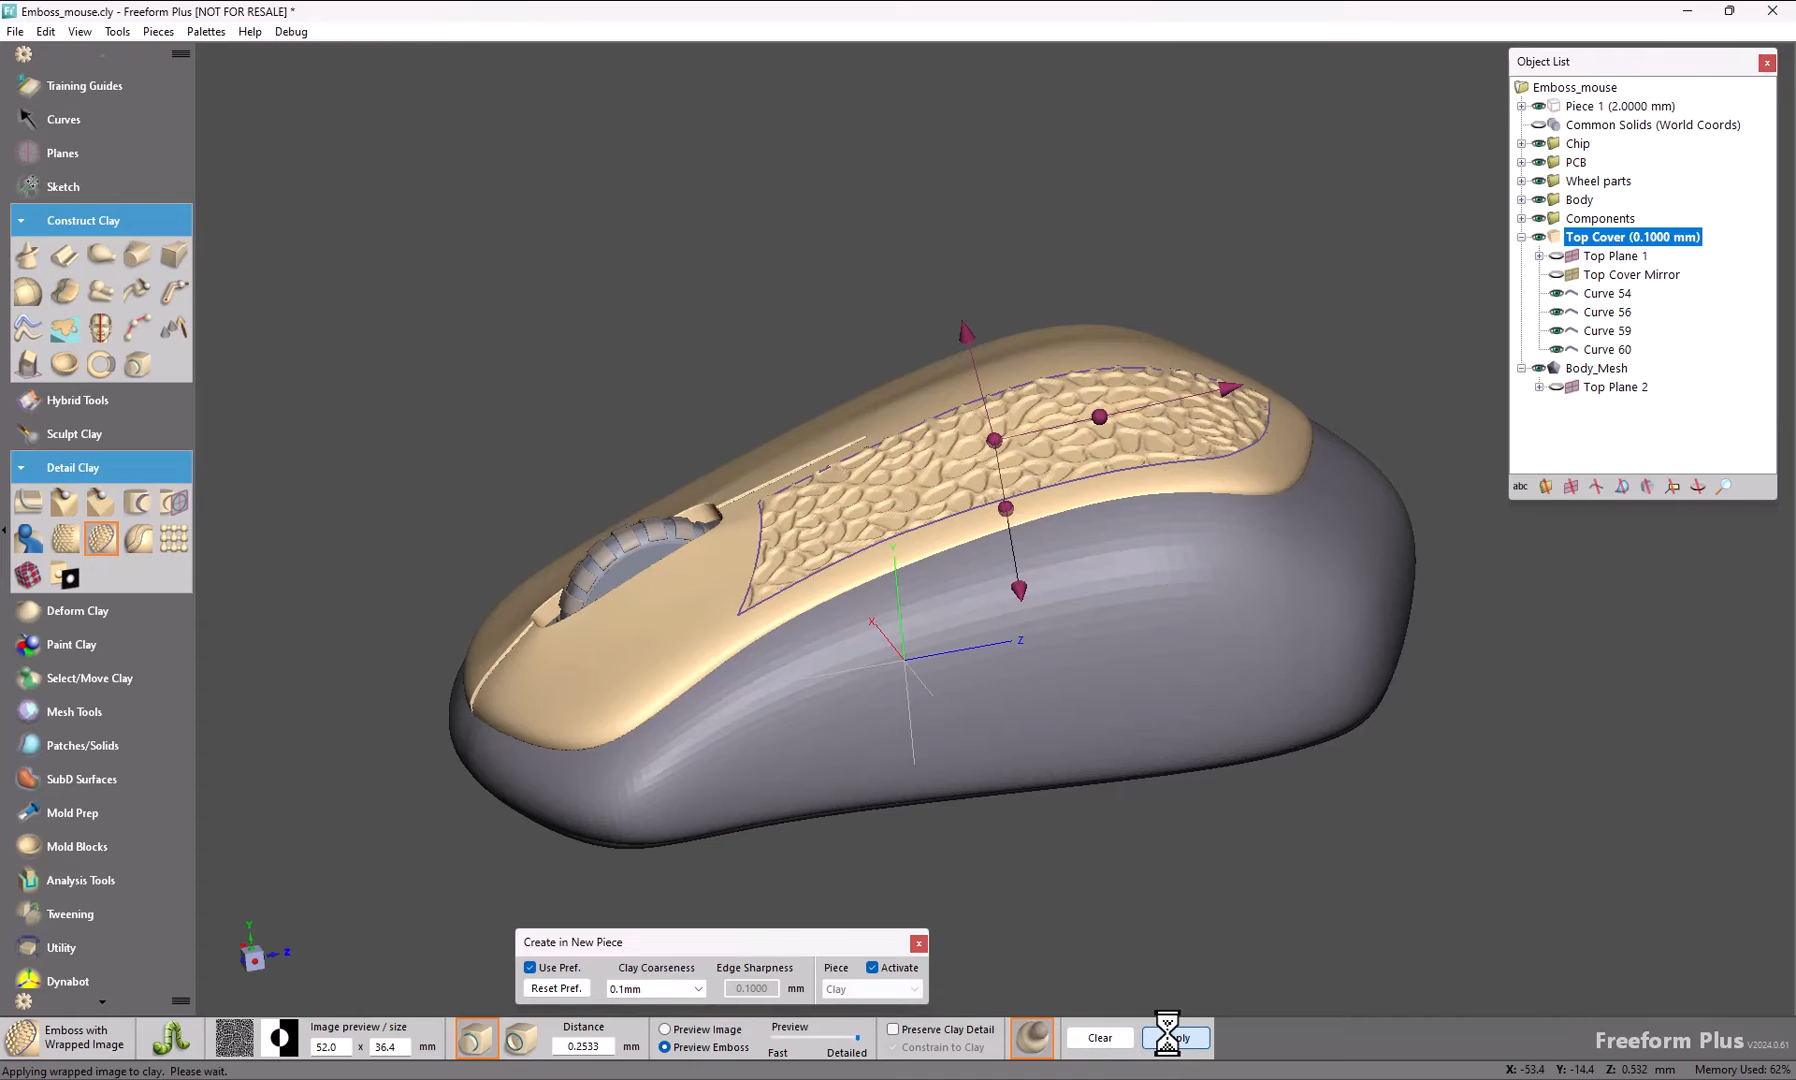 Emboss_mouse.cly - Freeform Plus [NOT FOR RESALE] *
File Edit View Tools Pieces Palettes Help Debug
Training Guides
Curves
Planes
Sketch
Construct Clay
Hybrid Tools
Sculpt Clay
Detail Clay
Deform Clay
Paint Clay
Select/Move Clay
Mesh Tools
Patches/Solids
SubD Surfaces
Mold Prep
Mold Blocks
Analysis Tools
Tweening
Utility
Dynabot
Object List
Emboss_mouse
Piece 1 (2.0000 mm)
Common Solids (World Coords)
Chip
PCB
Wheel parts
Body
Components
Top Cover (0.1000 mm)
Top Plane 1
Top Cover Mirror
Curve 54
Curve 56
Curve 59
Curve 60
Body_Mesh
Top Plane 2
abc
Y
X
Z
Y
Z
Create in New Piece
Use Pref. Clay Coarseness Edge Sharpness Piece Activate
Reset Pref. 0.1mm 0.1000 mm Clay
Emboss with
Wrapped Image
Image preview / size
52.0 x 36.4 mm
Distance
0.2533 mm
Preview Image
Preview Emboss
Preview
Fast Detailed
Preserve Clay Detail
Constrain to Clay
Clear
Freeform Plus V2024.0.61
Applying wrapped image to clay. Please wait.
X: -53.4 Y: -14.4 Z: 0.532 mm Memory Used: 62%